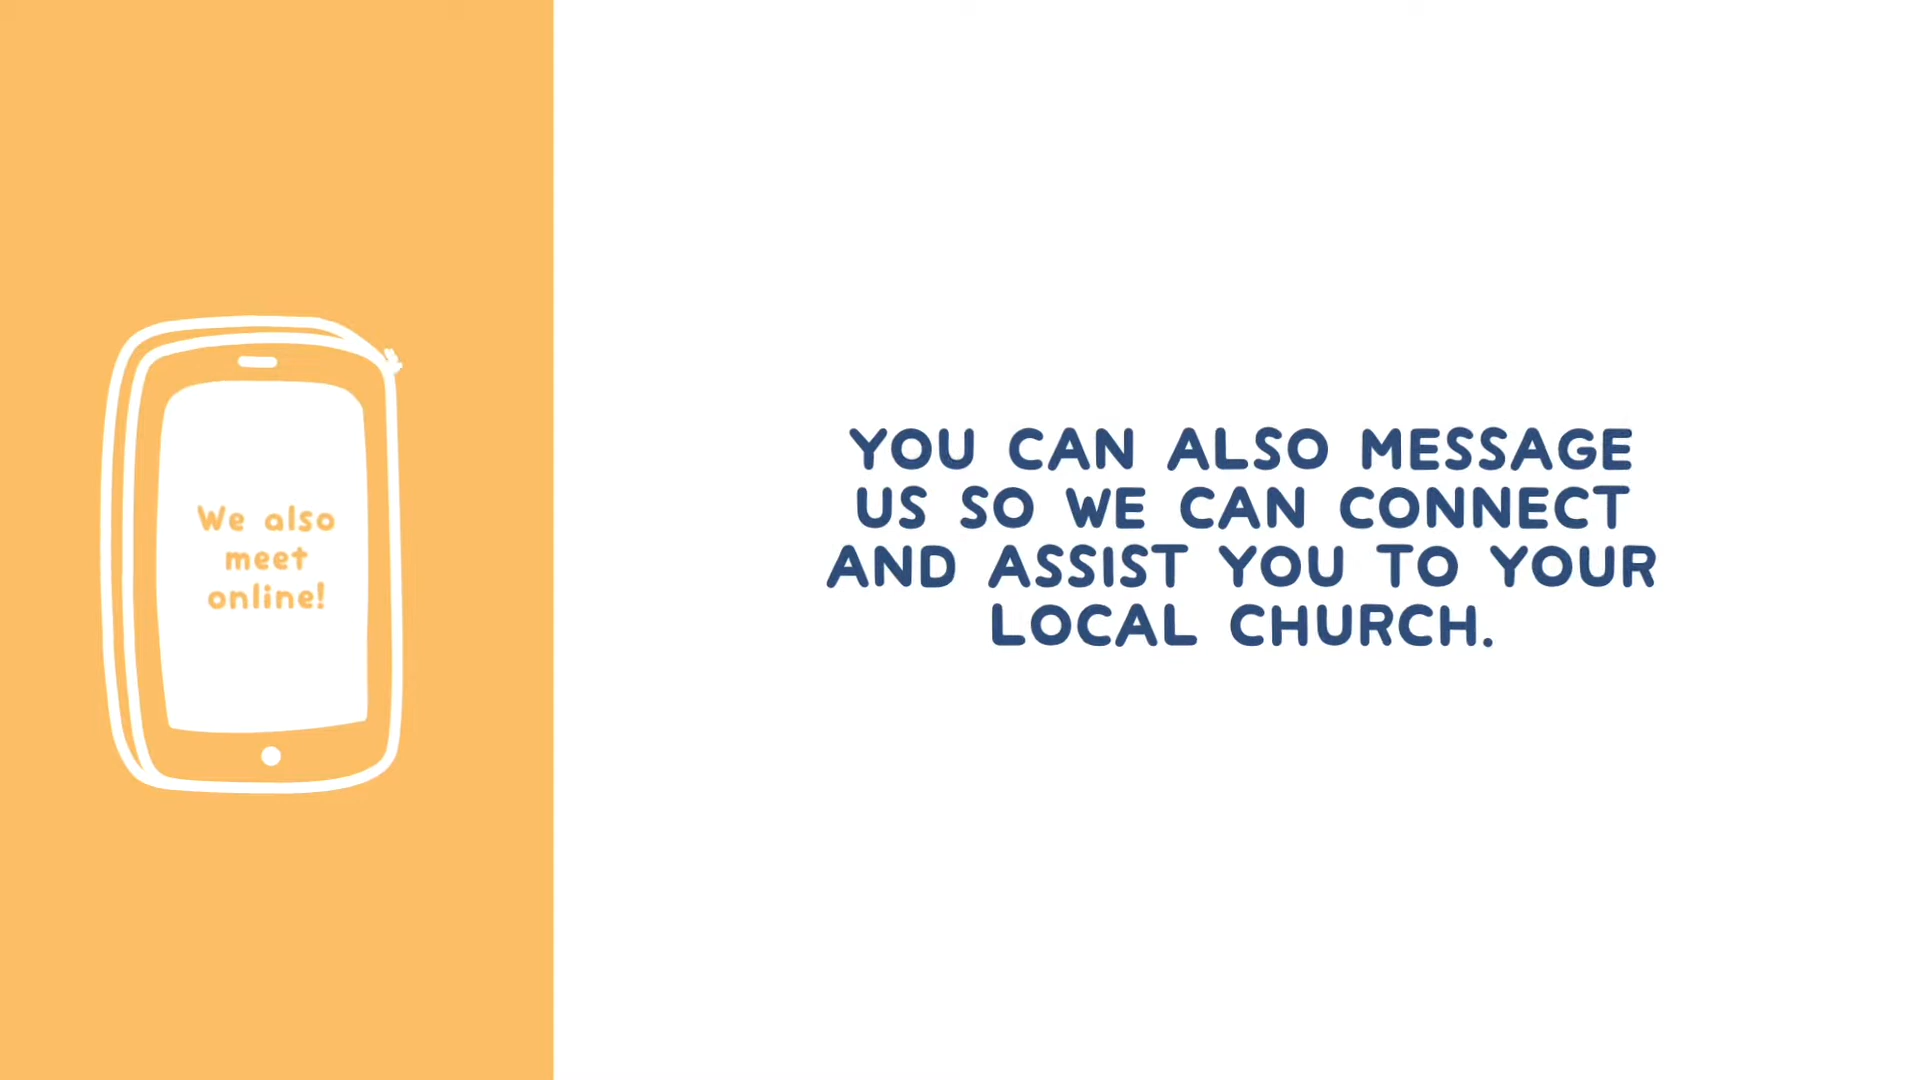 We also
meet
online!
YOU CAN ALSO MESSAGE
US SO WE CAN CONNECT
AND ASSIST YOU TO YOUR
LOCAL CHURCH.